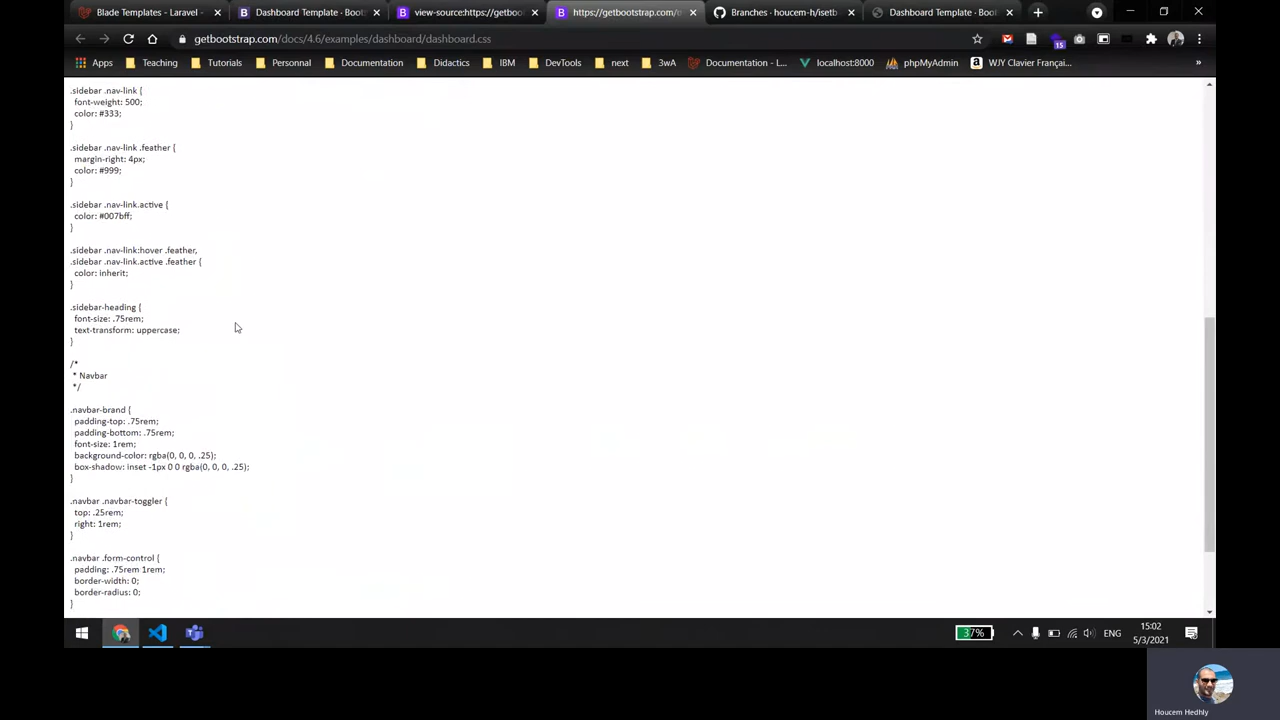 Blade Templates - Laravel -
Dashboard Template · Boots
view-source:https://getboot
https://getbootstrap.com/
Branches · houcem-h/isetb
Dashboard Template · Boots
getbootstrap.com/docs/4.6/examples/dashboard/dashboard.css
15
Apps
Teaching
Tutorials
Personnal
Documentation
Didactics
IBM
DevTools
next
3wA
Documentation - L...
localhost:8000
phpMyAdmin
WJY Clavier Françai...
»
.sidebar .nav-link {
font-weight: 500;
color: #333;
}
.sidebar .nav-link .feather {
margin-right: 4px;
color: #999;
}
.sidebar .nav-link.active {
color: #007bff;
}
.sidebar .nav-link:hover .feather,
.sidebar .nav-link.active .feather {
color: inherit;
}
.sidebar-heading {
font-size: .75rem;
text-transform: uppercase;
}
/*
* Navbar
*/
.navbar-brand {
padding-top: .75rem;
padding-bottom: .75rem;
font-size: 1rem;
background-color: rgba(0, 0, 0, .25);
box-shadow: inset -1px 0 0 rgba(0, 0, 0, .25);
}
.navbar .navbar-toggler {
top: .25rem;
right: 1rem;
}
.navbar .form-control {
padding: .75rem 1rem;
border-width: 0;
border-radius: 0;
}
37%
ENG
15:02
5/3/2021
Houcem Hedhly